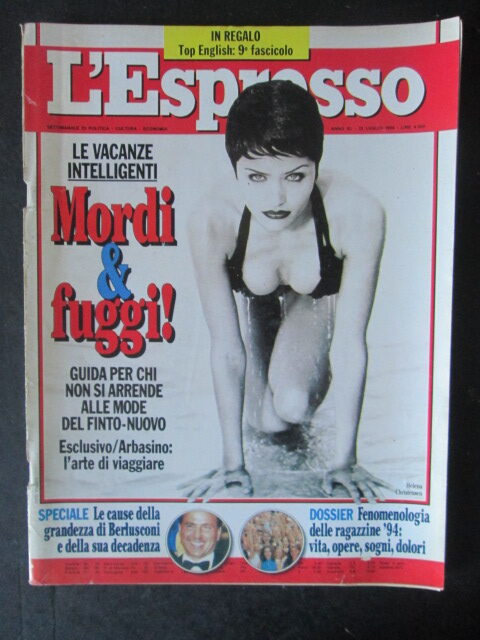 IN REGALO
Top English: 9º fascicolo
L'Espresso
SETTIMANALE DI POLITICA - CULTURA - ECONOMIA
LE VACANZE
INTELLIGENTI
Mordi
&
fuggi!
GUIDA PER CHI
NON SI ARRENDE
ALLE MODE
DEL FINTO-NUOVO
Esclusivo/Arbasino:
l'arte di viaggiare
Helena
Christensen
SPECIALE Le cause della
grandezza di Berlusconi
e della sua decadenza
DOSSIER Fenomenologia
delle ragazzine '94:
vita, opere, sogni, dolori